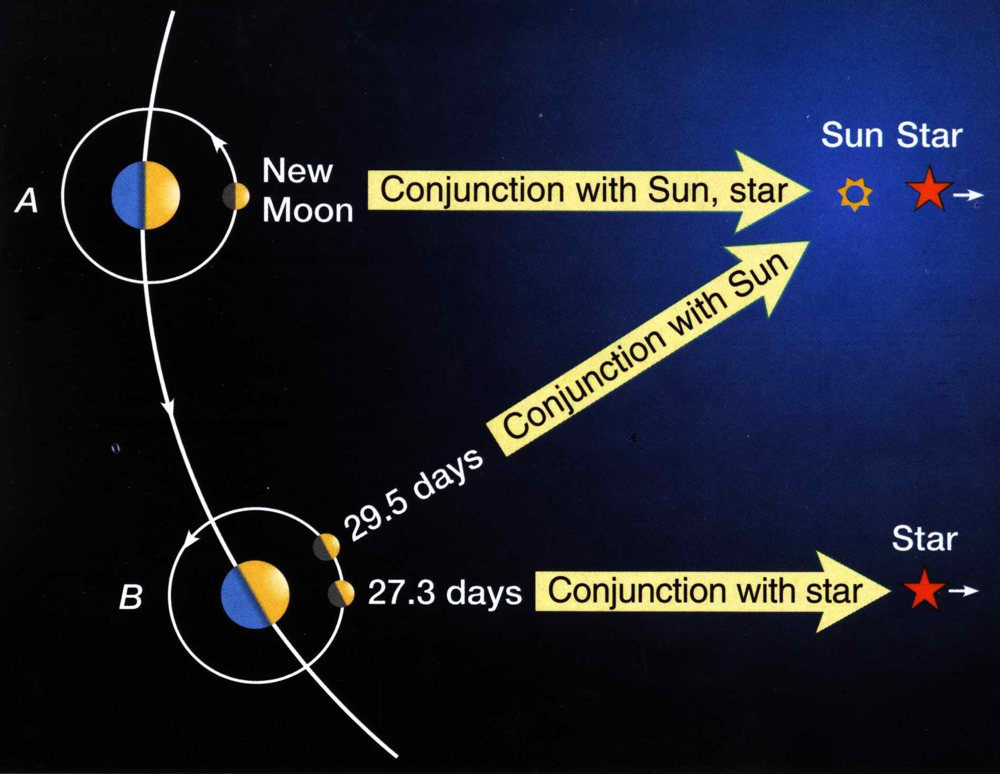 Sun Star
A
New
Moon
Conjunction with Sun, star
Conjunction with Sun
29.5 days
Star
B
27.3 days
Conjunction with star